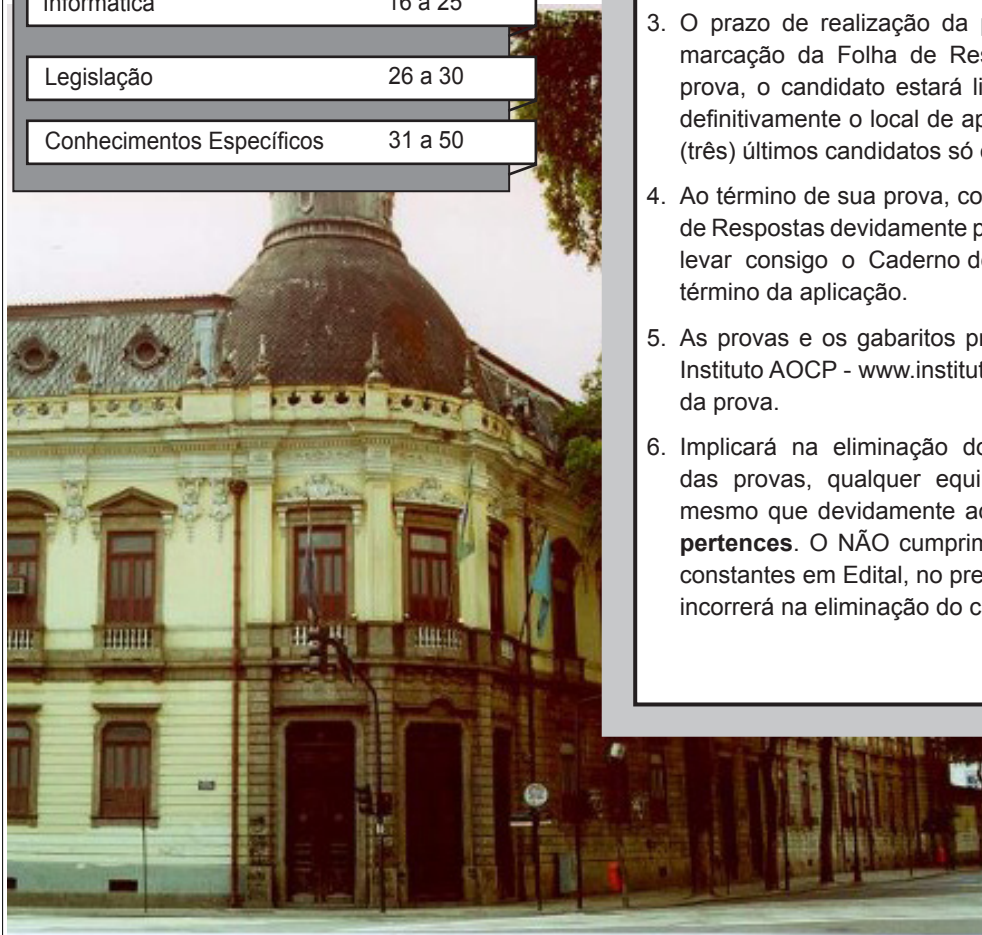 Informática 16 a 25
Legislação 26 a 30
Conhecimentos Específicos 31 a 50
3. O prazo de realização da
marcação da Folha de Res
prova, o candidato estará li
definitivamente o local de ap
(três) últimos candidatos só
4. Ao término de sua prova, co
de Respostas devidamente p
levar consigo o Caderno de
término da aplicação.
5. As provas e os gabaritos pr
Instituto AOCP - www.institut
da prova.
6. Implicará na eliminação do
das provas, qualquer equi
mesmo que devidamente ac
pertences. O NÃO cumprim
constantes em Edital, no pre
incorrerá na eliminação do c